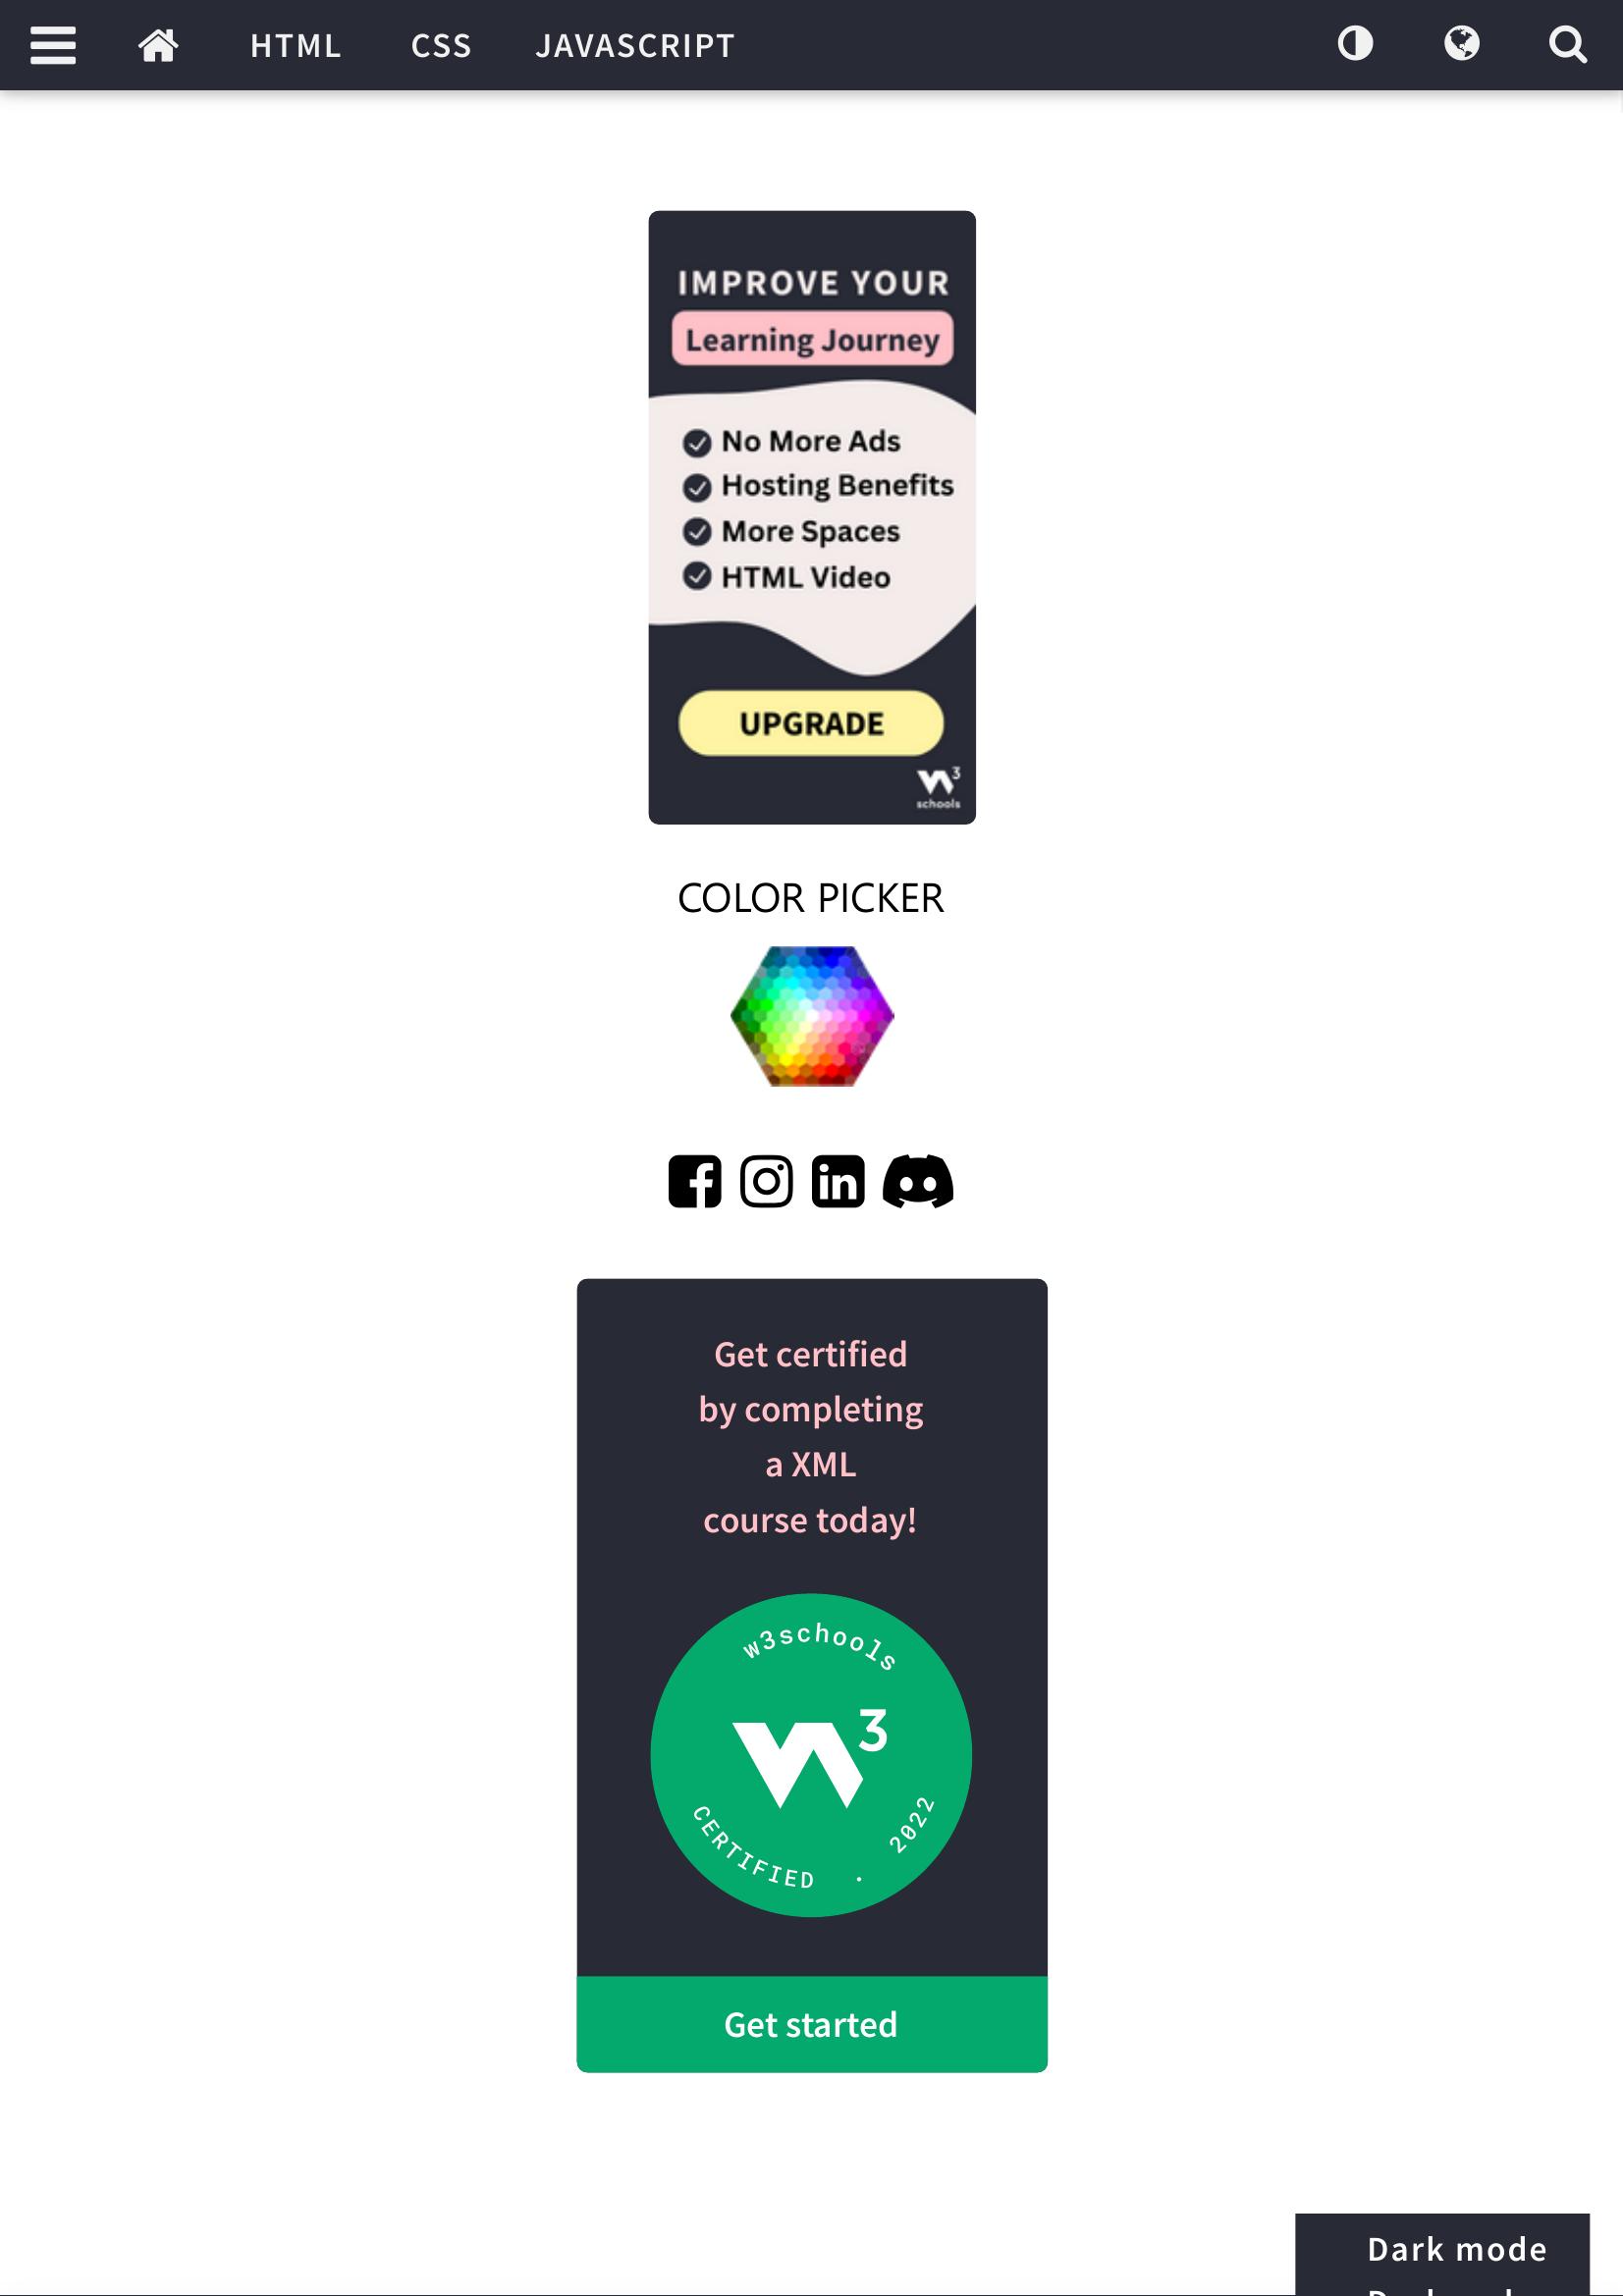 HTML CSS JAVASCRIPT
IMPROVE YOUR
Learning Journey
No More Ads
Hosting Benefits
More Spaces
HTML Video
UPGRADE
W3
schools
COLOR PICKER
Get certified
by completing
a XML
course today!
w3schools
W3
CERTIFIED · 2022
Get started
Dark mode